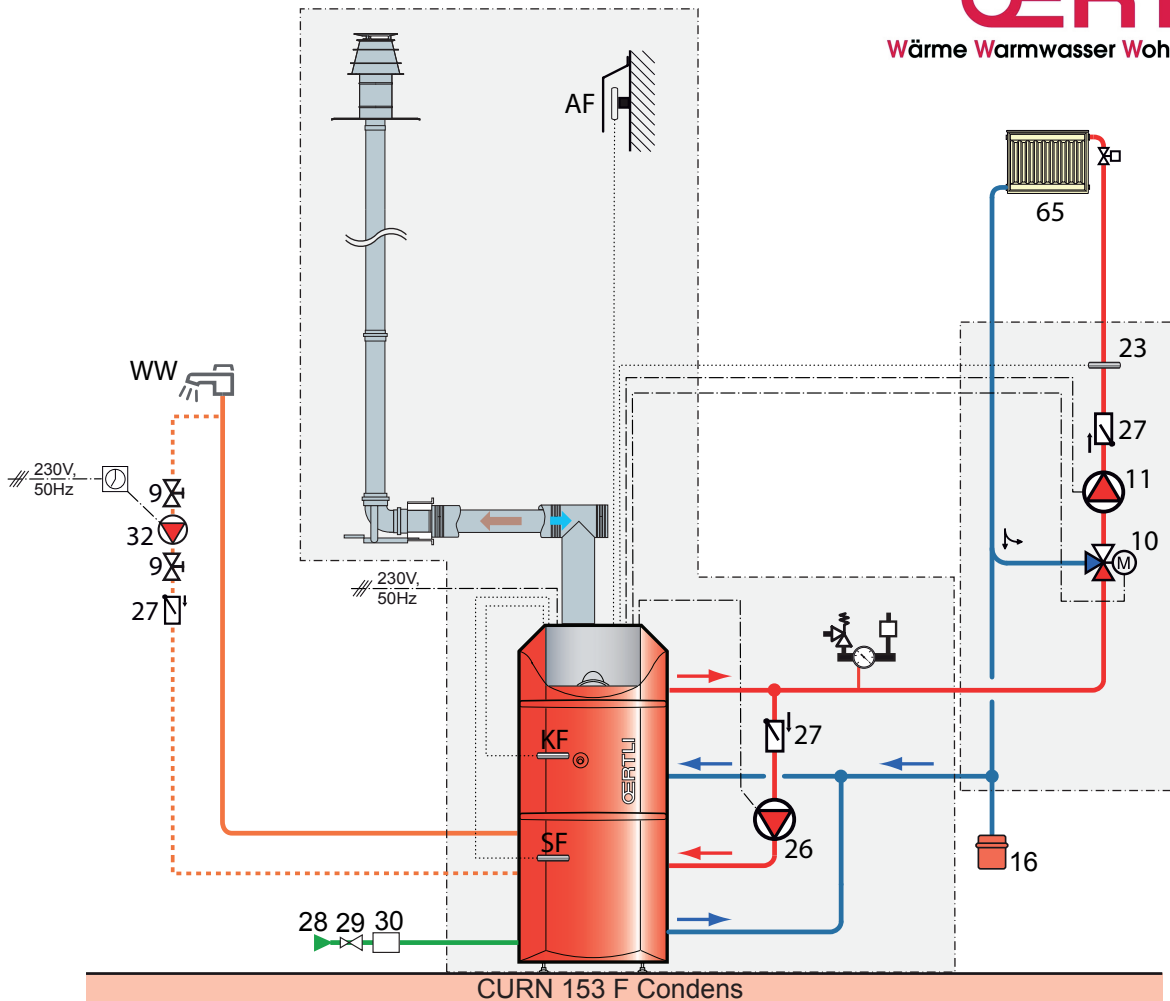 Wärme Warmwasser Woh
AF
65
WW
23
230V,
50Hz
27
11
9
32
10
M
9
230V,
50Hz
27
KF
27
ŒRTLI
SF
26
16
28 29 30
CURN 153 F Condens